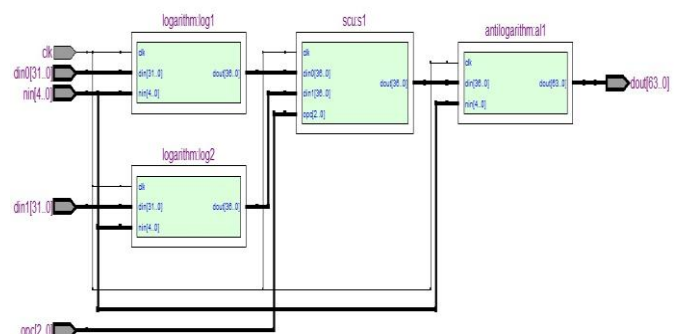 logarithm:log1
clk
din0[31..0]
nin[4..0]
clk
din[31..0]
nin[4..0]
dout[36..0]
scu:s1
clk
din0[36..0]
din1[36..0]
opc[2..0]
dout[36..0]
antilogarithm:al1
clk
din[36..0]
nin[4..0]
dout[63..0]
dout[63..0]
logarithm:log2
din1[31..0]
clk
din[31..0]
nin[4..0]
dout[36..0]
opc[2..0]